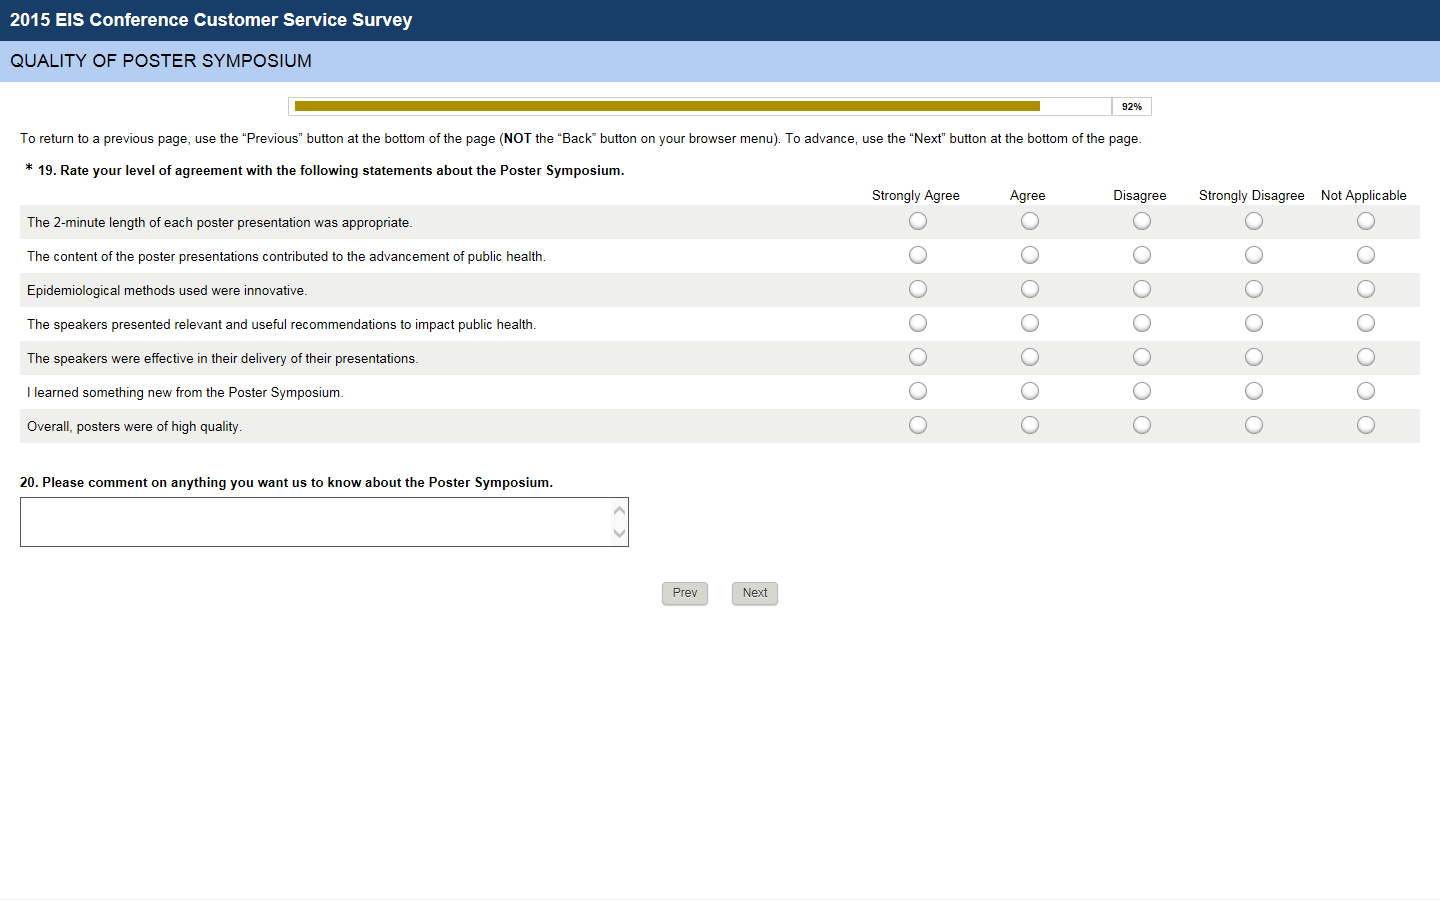 2015 EIS Conference Customer Service Survey
QUALITY OF POSTER SYMPOSIUM
92%
To return to a previous page, use the “Previous” button at the bottom of the page (NOT the “Back” button on your browser menu). To advance, use the “Next” button at the bottom of the page.
* 19. Rate your level of agreement with the following statements about the Poster Symposium.
Strongly Agree Agree Disagree Strongly Disagree Not Applicable
The 2-minute length of each poster presentation was appropriate.
The content of the poster presentations contributed to the advancement of public health.
Epidemiological methods used were innovative.
The speakers presented relevant and useful recommendations to impact public health.
The speakers were effective in their delivery of their presentations.
I learned something new from the Poster Symposium.
Overall, posters were of high quality.
20. Please comment on anything you want us to know about the Poster Symposium.
Prev Next